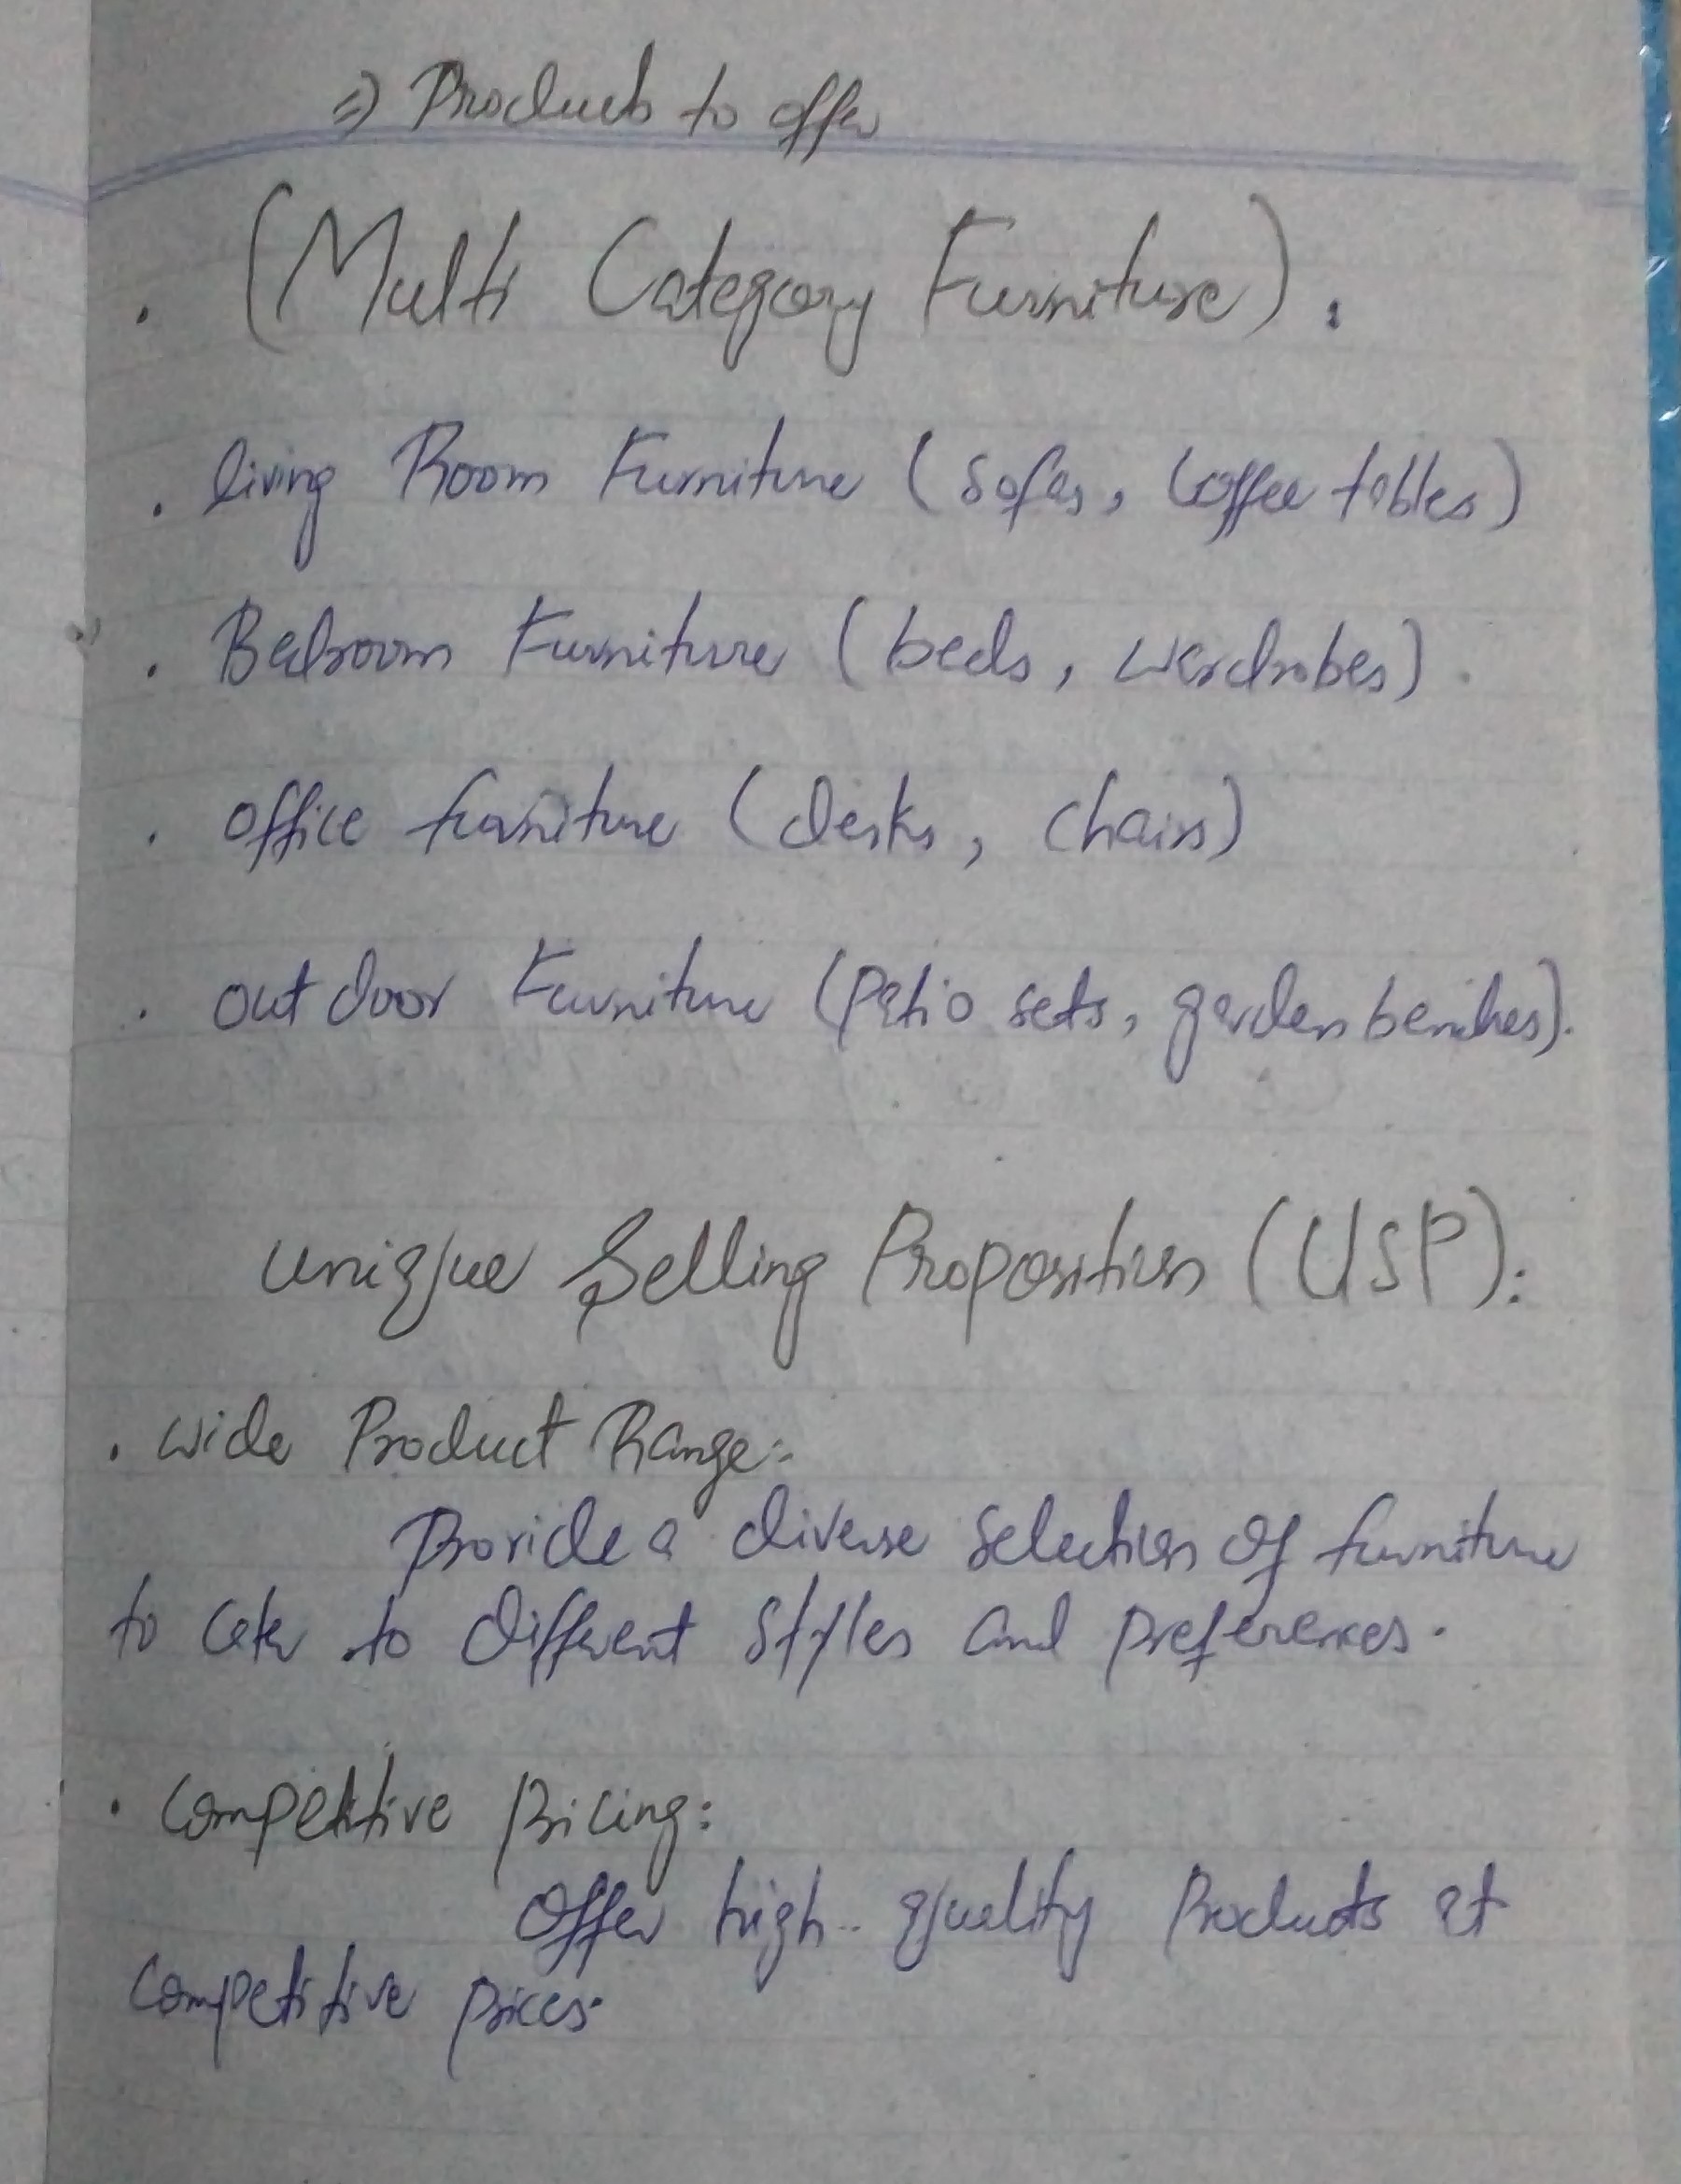 =) Products to offer
. (Multi Category Furniture) :
. living Room Furniture (sofas, Coffee tables)
. Bedroom Furniture (beds, wardrobes).
. office furniture (desks, chairs)
. out door Furniture (patio sets, garden benches).
unique Selling Proposition (USP):
. wide Product Range:-
Provide a diverse selection of furniture
to cater to different styles and preferences.
. Competitive pricing:
offer high-quality Products at
Competitive prices.